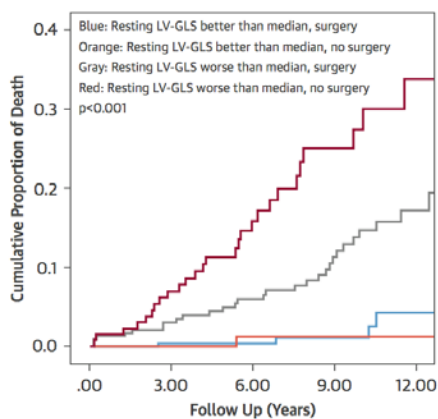 Blue: Resting LV-GLS better than median, surgery
Orange: Resting LV-GLS better than median, no surgery
Gray: Resting LV-GLS worse than median, surgery
Red: Resting LV-GLS worse than median, no surgery
p<0.001
Cumulative Proportion of Death
0.4
0.3
0.2
0.1
0.0
.00 3.00 6.00 9.00 12.00
Follow Up (Years)